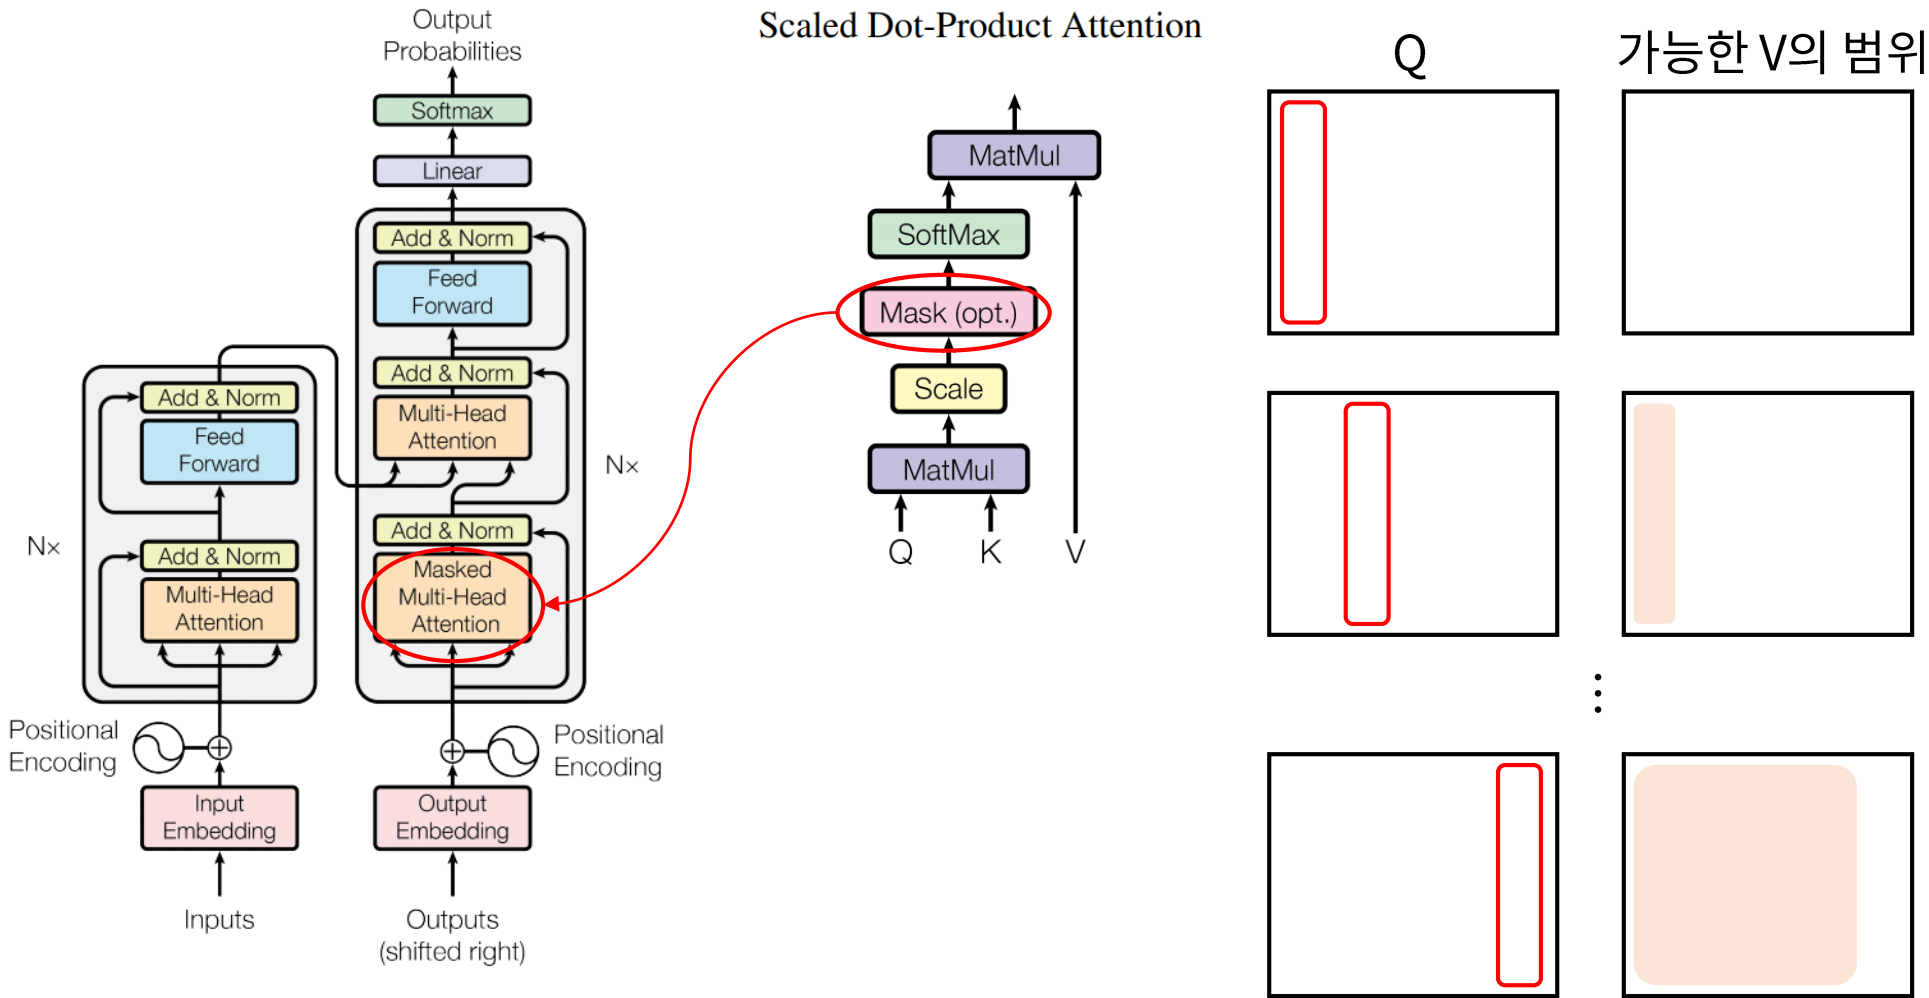 Output
Probabilities
Softmax
Linear
Add & Norm
Feed
Forward
Add & Norm
Multi-Head
Attention
Add & Norm
Masked
Multi-Head
Attention
N×
Positional
Encoding
Output
Embedding
Outputs
(shifted right)
Add & Norm
Feed
Forward
N×
Add & Norm
Multi-Head
Attention
Positional
Encoding
Input
Embedding
Inputs
Scaled Dot-Product Attention
MatMul
SoftMax
Mask (opt.)
Scale
MatMul
Q K V
Q
가능한 V의 범위
⋮